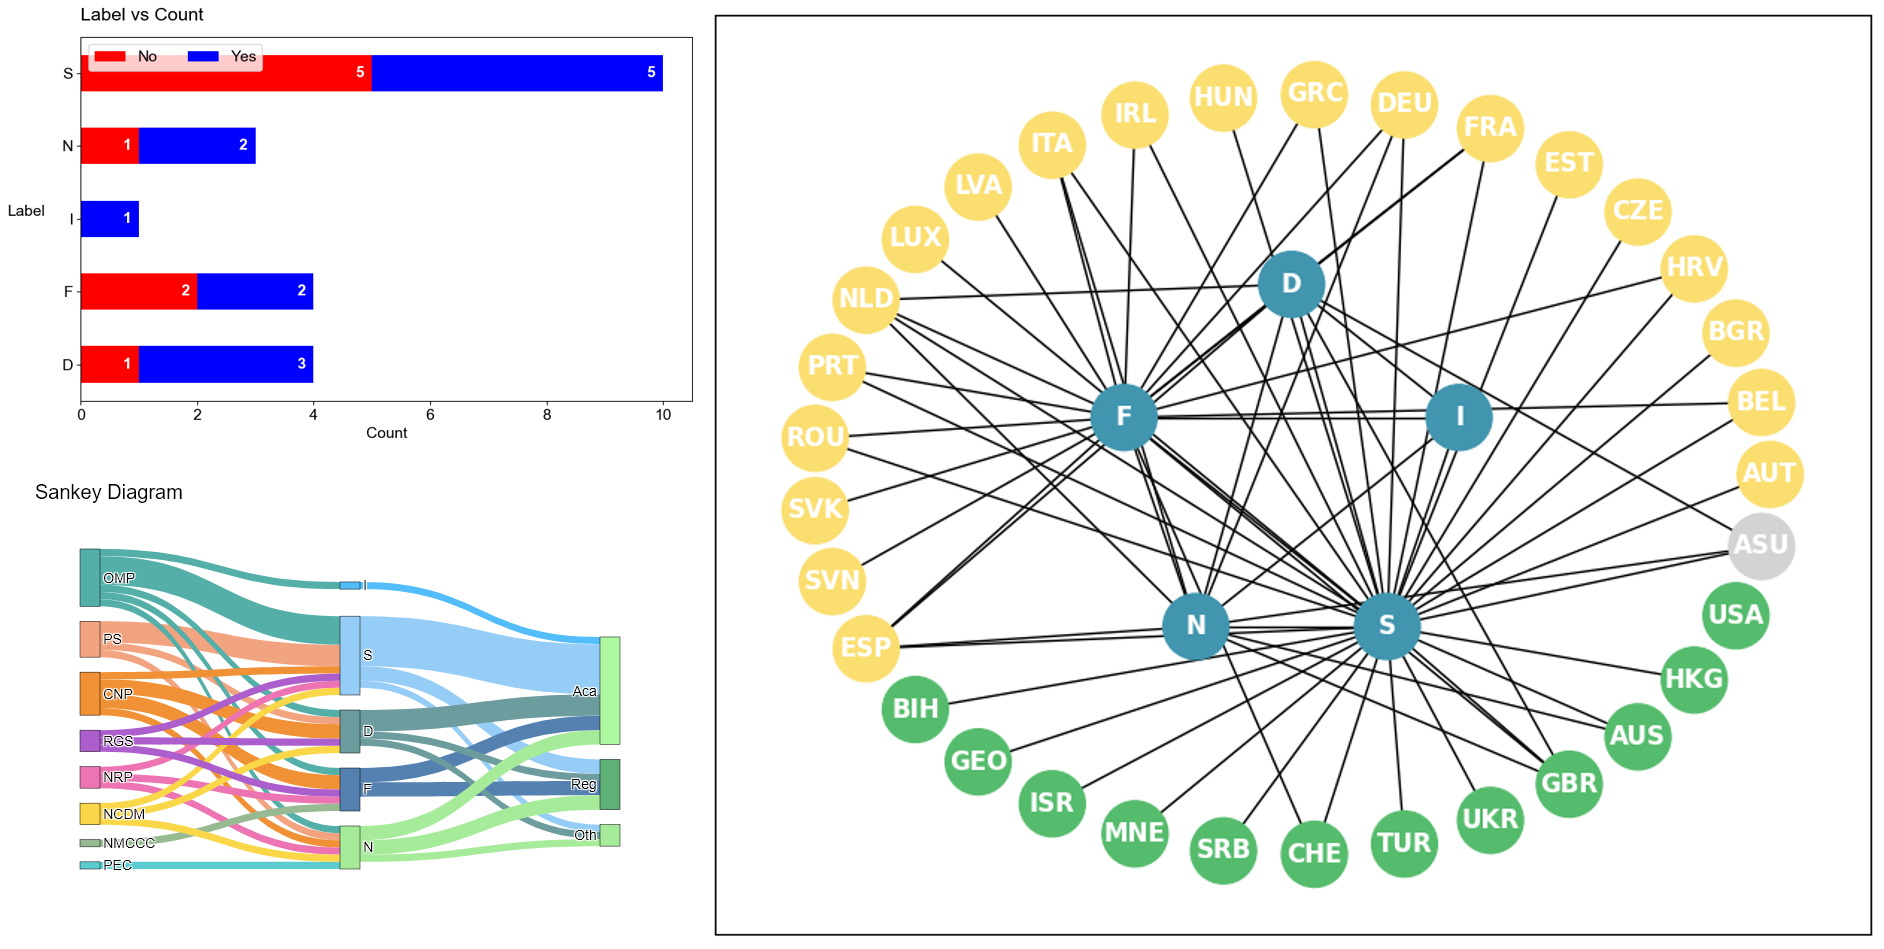 Label vs Count
No Yes
S 5 5
N 1 2
Label
I 1
F 2 2
D 1 3
0 2 4 6 8 10
Count
Sankey Diagram
OMP
PS
CNP
RGS
NRP
NCDM
NMCCC
PEC
I
S
D
F
N
Aca
Reg
Oth
GRC
HUN
DEU
IRL
FRA
ITA
EST
LVA
CZE
LUX
HRV
D
NLD
BGR
PRT
BEL
F
I
ROU
AUT
SVK
ASU
SVN
USA
N
S
ESP
HKG
BIH
AUS
GEO
GBR
ISR
UKR
MNE
TUR
SRB
CHE